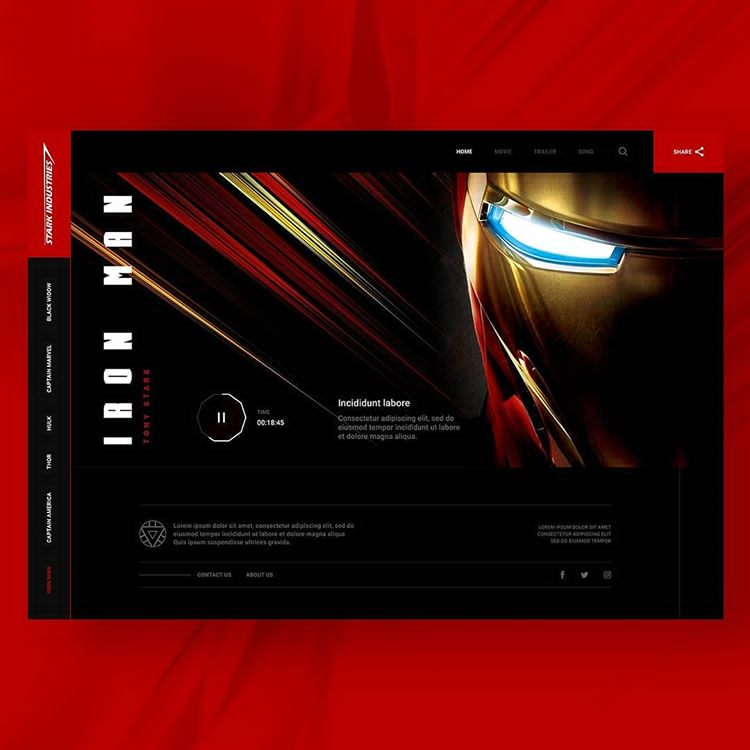 STARK INDUSTRIES
HOME MOVIE TRAILER SONG
SHARE
BLACK WIDOW
CAPTAIN MARVEL
HULK
THOR
CAPTAIN AMERICA
IRON MAN
IRON MAN
TONY STARK
TIME
00:18:45
Incididunt labore
Consectetur adipiscing elit, sed do
eiusmod tempor incididunt ut labore
et dolore magna aliqua.
Lorem ipsum dolor sit amet, consectetur adipiscing elit, sed do
eiusmod tempor incididunt ut labore et dolore magna aliqua
Quis ipsum suspendisse ultrices gravida.
LOREM IPSUM DOLOR SIT AMET
CONSECTETUR ADIPISCING ELIT
SED DO EIUSMOD TEMPOR
CONTACT US ABOUT US